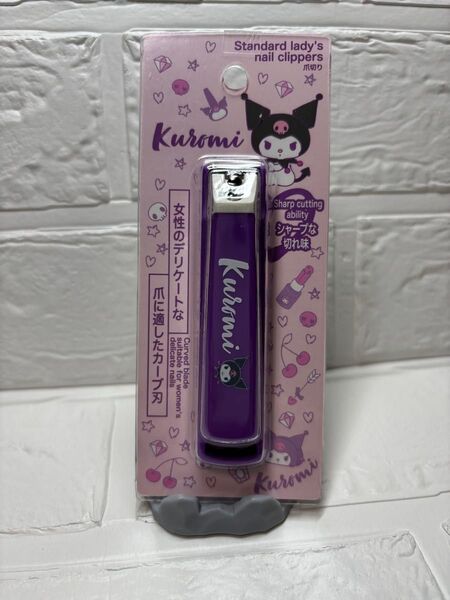 Standard lady's
nail clippers
爪切り
Kuromi
Sharp cutting
ability
シャープな
切れ味
女性のデリケートな
爪に適したカーブ刃
Curved blade
suitable for women's
delicate nails
Kuromi
Kuromi